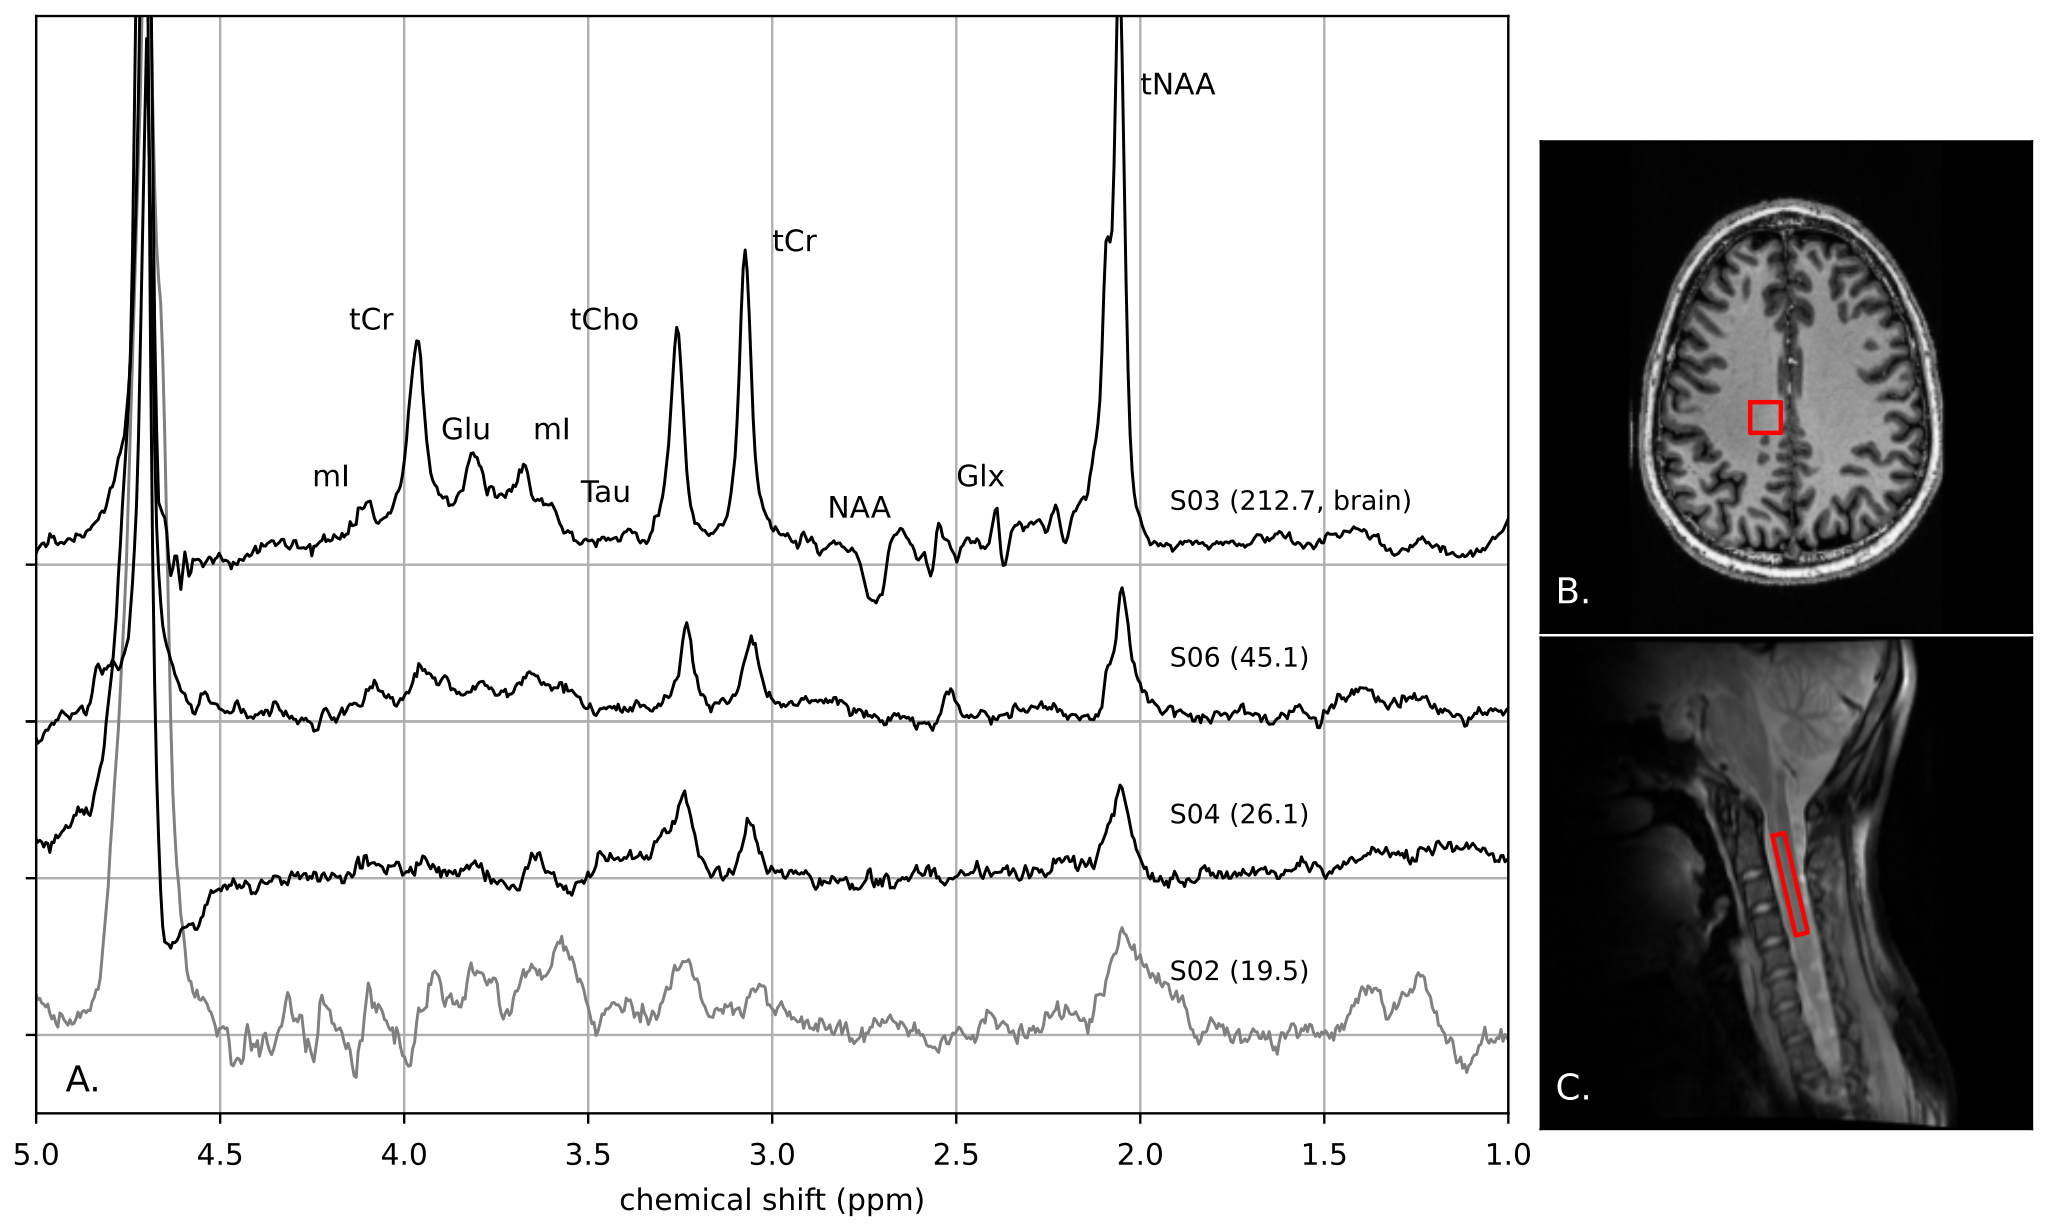 tNAA
tCr
tCr
tCho
Glu
mI
mI
Tau
NAA
Glx
S03 (212.7, brain)
S06 (45.1)
S04 (26.1)
S02 (19.5)
A.
B.
C.
5.0 4.5 4.0 3.5 3.0 2.5 2.0 1.5 1.0
chemical shift (ppm)